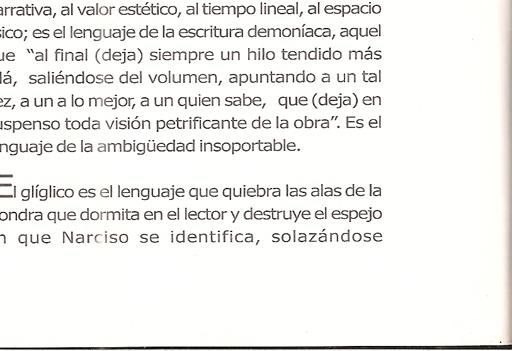 arrativa, al valor estético, al tiempo lineal, al espacio
sico; es el lenguaje de la escritura demoníaca, aquel
ue "al final (deja) siempre un hilo tendido más
lá, saliéndose del volumen, apuntando a un tal
ez, a un a lo mejor, a un quien sabe, que (deja) en
uspenso toda visión petrificante de la obra". Es el
nguaje de la ambigüedad insoportable.
El glíglico es el lenguaje que quiebra las alas de la
ondra que dormita en el lector y destruye el espejo
n que Narciso se identifica, solazándose